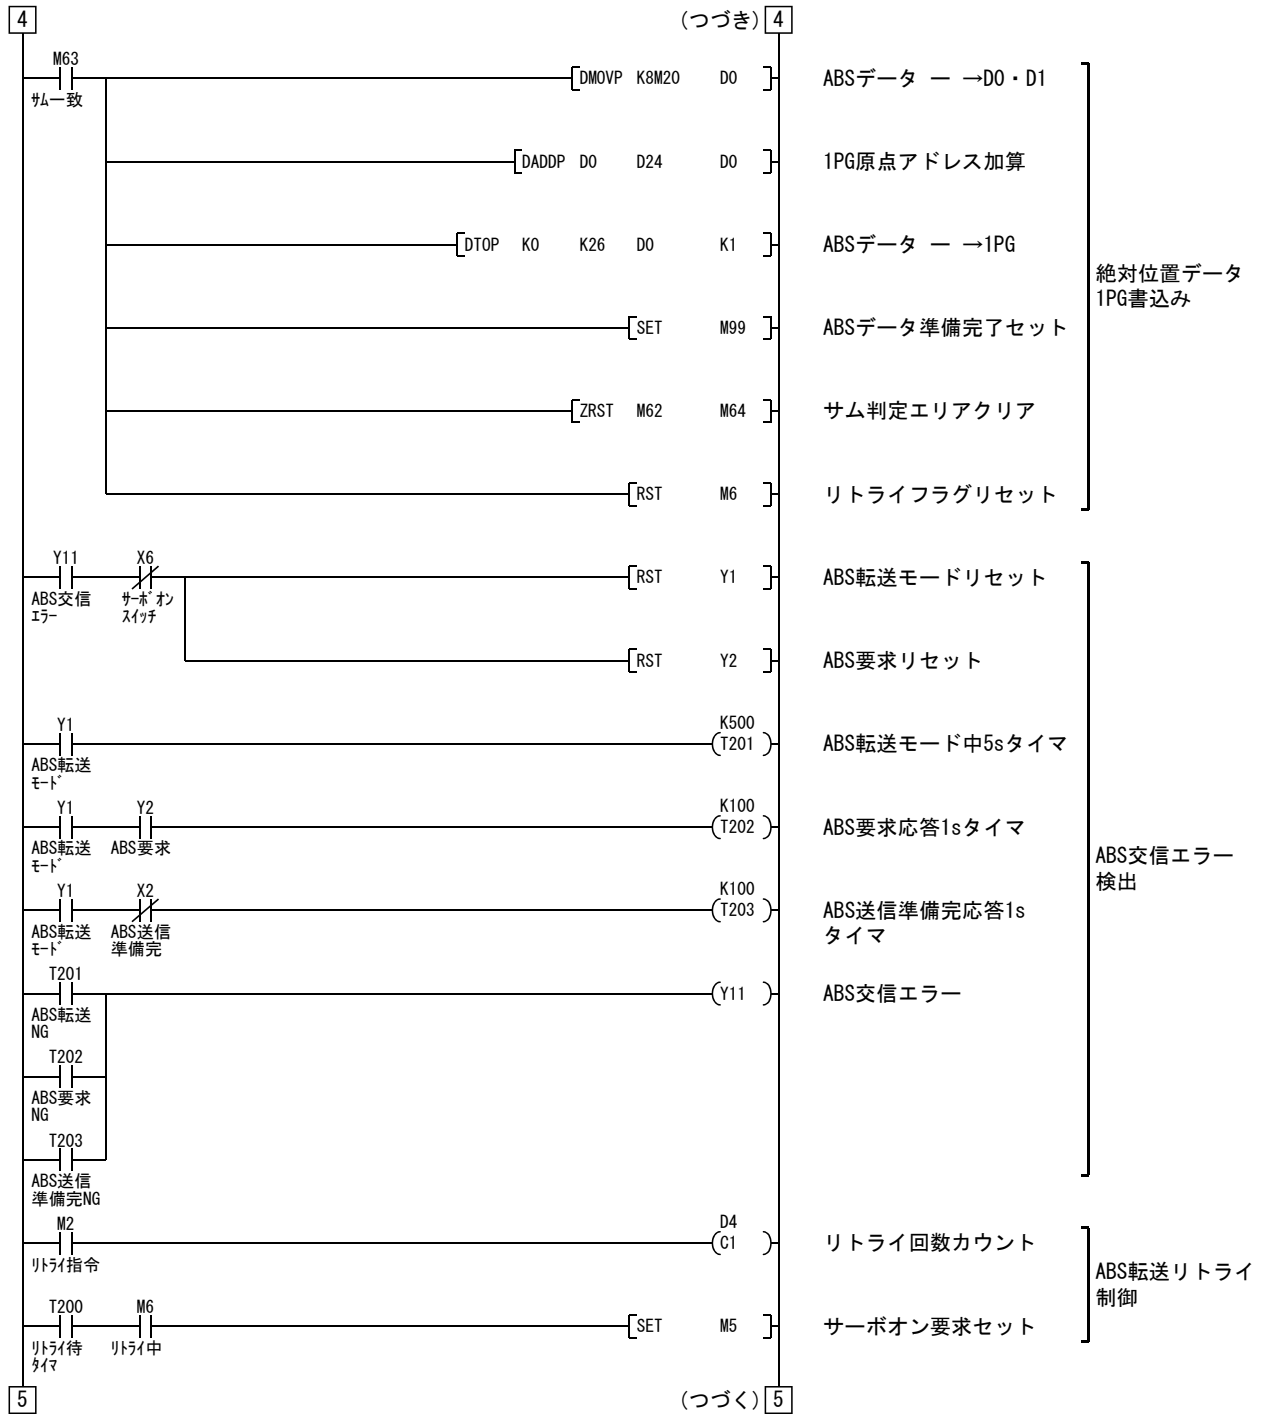 4 (つづき) 4
M63
サム一致
DMOVP K8M20 D0 ABSデータ ー →D0・D1
DADDP D0 D24 D0 1PG原点アドレス加算
DTOP K0 K26 D0 K1 ABSデータ ー →1PG
絶対位置データ
1PG書込み
SET M99 ABSデータ準備完了セット
ZRST M62 M64 サム判定エリアクリア
RST M6 リトライフラグリセット
Y11 X6
RST Y1 ABS転送モードリセット
ABS交信 サーボオン
エラー スイッチ
RST Y2 ABS要求リセット
Y1 K500
T201 ABS転送モード中5sタイマ
ABS転送
モード
Y1 Y2 K100
T202 ABS要求応答1sタイマ
ABS転送 ABS要求
モード
ABS交信エラー
検出
Y1 X2 K100
T203 ABS送信準備完応答1s
タイマ
ABS転送 ABS送信
モード 準備完
T201
Y11 ABS交信エラー
ABS転送
NG
T202
ABS要求
NG
T203
ABS送信
準備完NG
M2 D4
C1 リトライ回数カウント
リトライ指令
ABS転送リトライ
制御
T200 M6
SET M5 サーボオン要求セット
リトライ待 リトライ中
タイマ
5 (つづく) 5